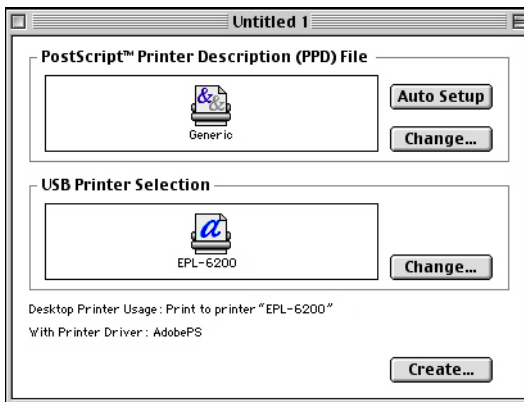 Untitled 1
PostScript™ Printer Description (PPD) File
Generic
Auto Setup
Change...
USB Printer Selection
EPL-6200
Change...
Desktop Printer Usage : Print to printer “EPL-6200”
With Printer Driver : AdobePS
Create...